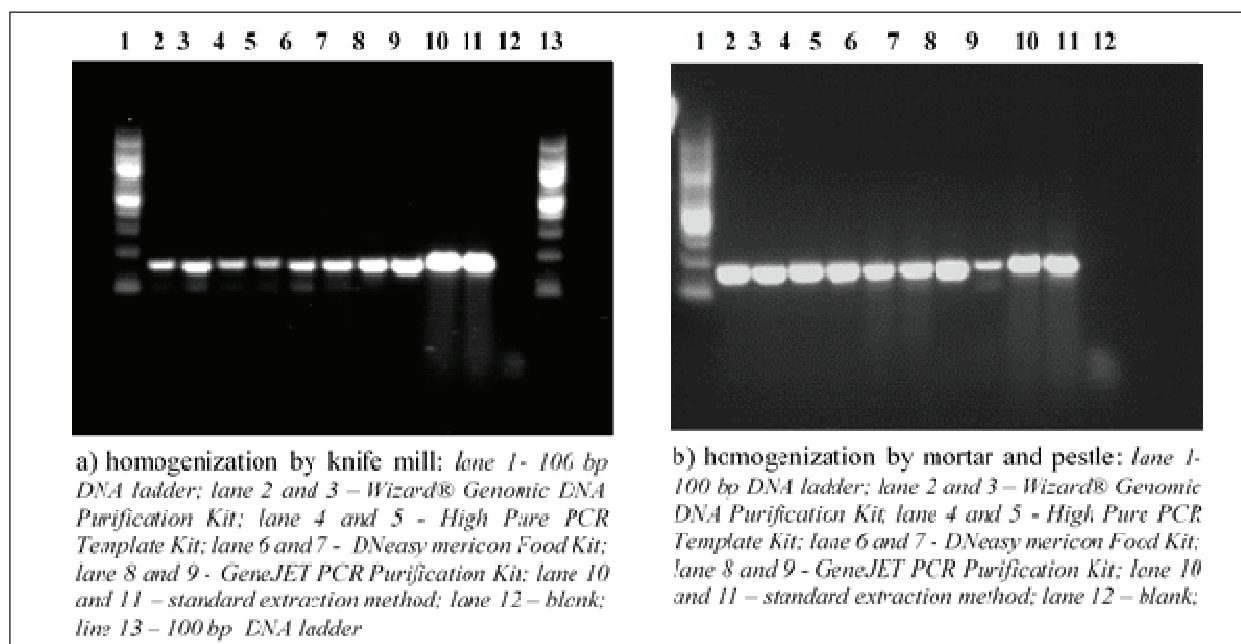 1 2 3 4 5 6 7 8 9 10 11 12 13
1 2 3 4 5 6 7 8 9 10 11 12
a) homogenization by knife mill: lane 1- 100 bp
DNA ladder; lane 2 and 3 – Wizard® Genomic DNA
Purification Kit; lane 4 and 5 - High Pure PCR
Template Kit; lane 6 and 7 - DNeasy mericon Food Kit;
lane 8 and 9 - GeneJET PCR Purification Kit; lane 10
and 11 – standard extraction method; lane 12 – blank;
line 13 – 100 bp DNA ladder
b) homogenization by mortar and pestle: lane 1-
100 bp DNA ladder; lane 2 and 3 – Wizard® Genomic
DNA Purification Kit lane 4 and 5 - High Pure PCR
Template Kit; lane 6 and 7 - DNeasy mericon Food Kit;
lane 8 and 9 - GeneJET PCR Purification Kit; lane 10
and 11 – standard extraction method; lane 12 – blank;